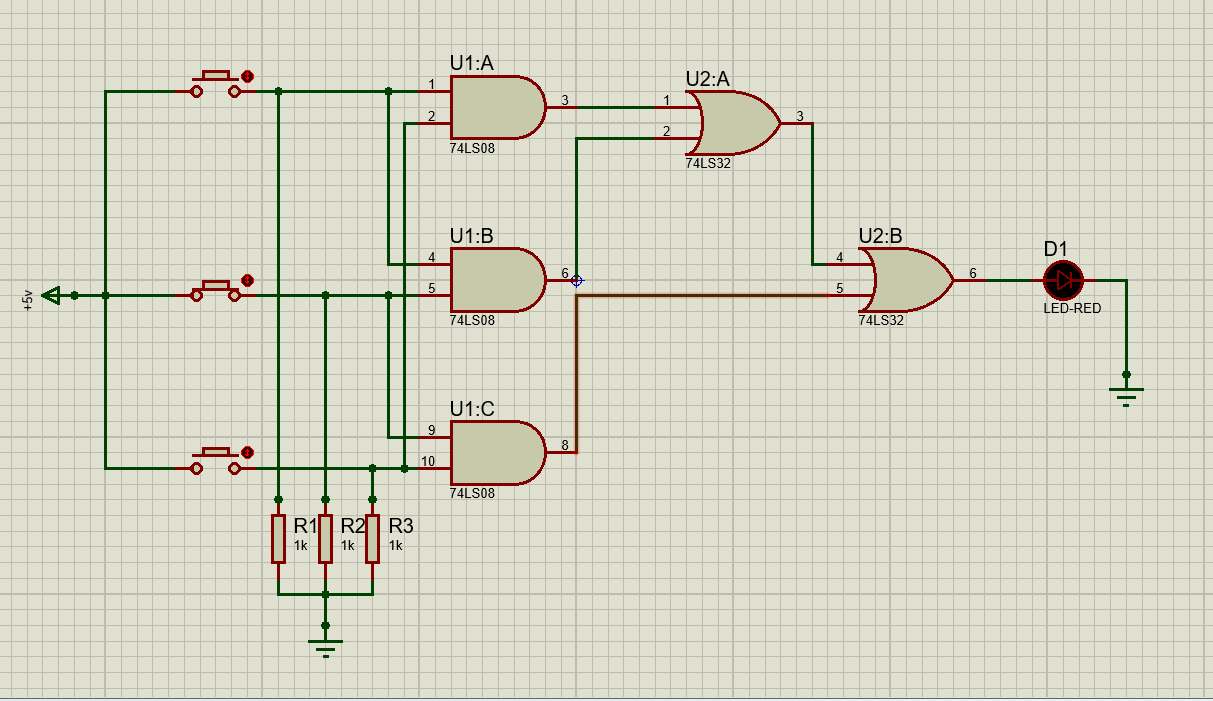 U1:A
1
2
3
74LS08
U2:A
1
2
3
74LS32
U1:B
4
5
6
74LS08
U2:B
4
5
6
74LS32
D1
LED-RED
+5v
U1:C
9
10
8
74LS08
R1
1k
R2
1k
R3
1k